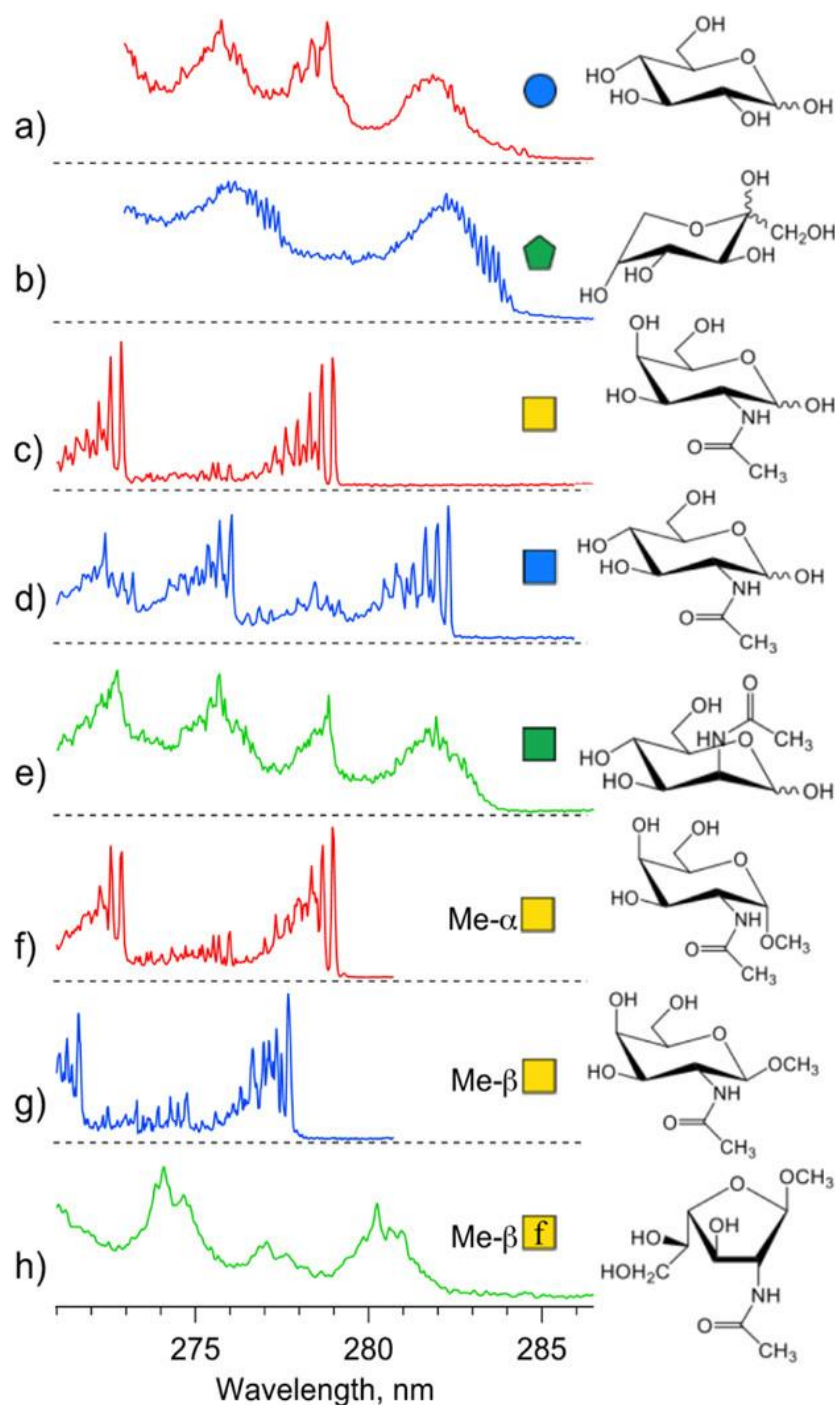 a)
OH
O
HO
HO
OH
OH
b)
OH
O
CH₂OH
HO
HO
OH
HO
c)
OH
OH
O
HO
OH
NH
O
CH₃
d)
OH
O
HO
HO
OH
NH
O
CH₃
e)
O
OH
HN
O
CH₃
HO
HO
OH
f)
Me-α
OH
OH
O
HO
NH
OCH₃
O
CH₃
g)
Me-β
OH
OH
O
OCH₃
HO
NH
O
CH₃
h)
Me-β f
O
OCH₃
HO
OH
HOH₂C
NH
O
CH₃
275 280 285
Wavelength, nm